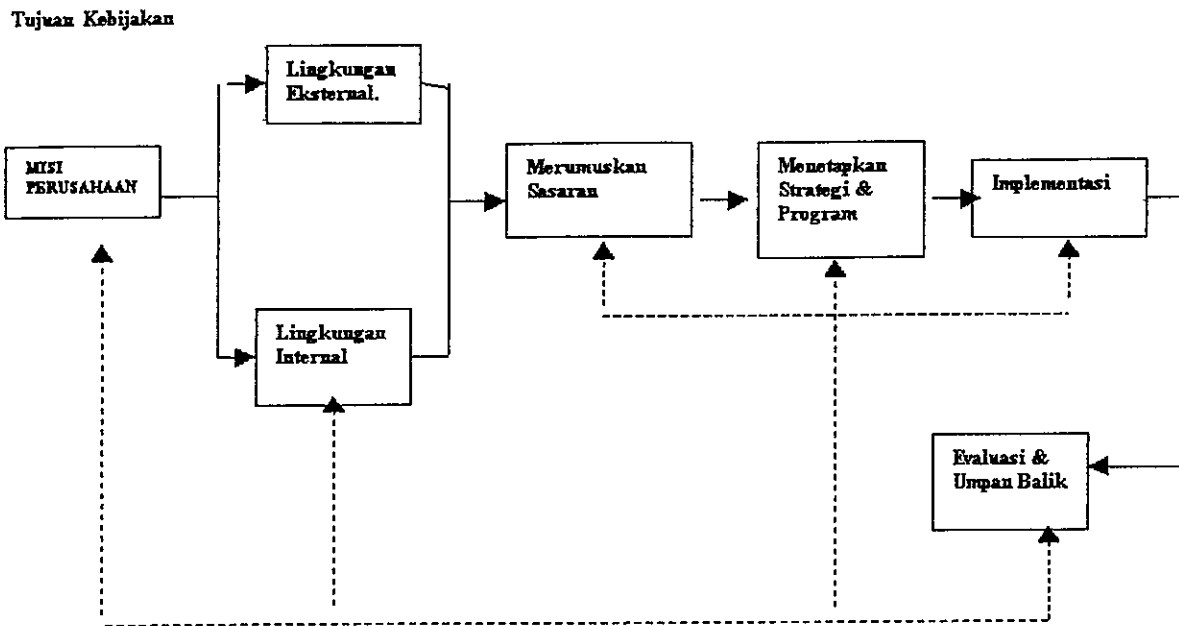 Tujuan Kebijakan
Lingkungan
Eksternal.
MISI
PERUSAHAAN
Merumuskan
Sasaran
Menetapkan
Strategi &
Program
Implementasi
Lingkungan
Internal
Evaluasi &
Umpan Balik